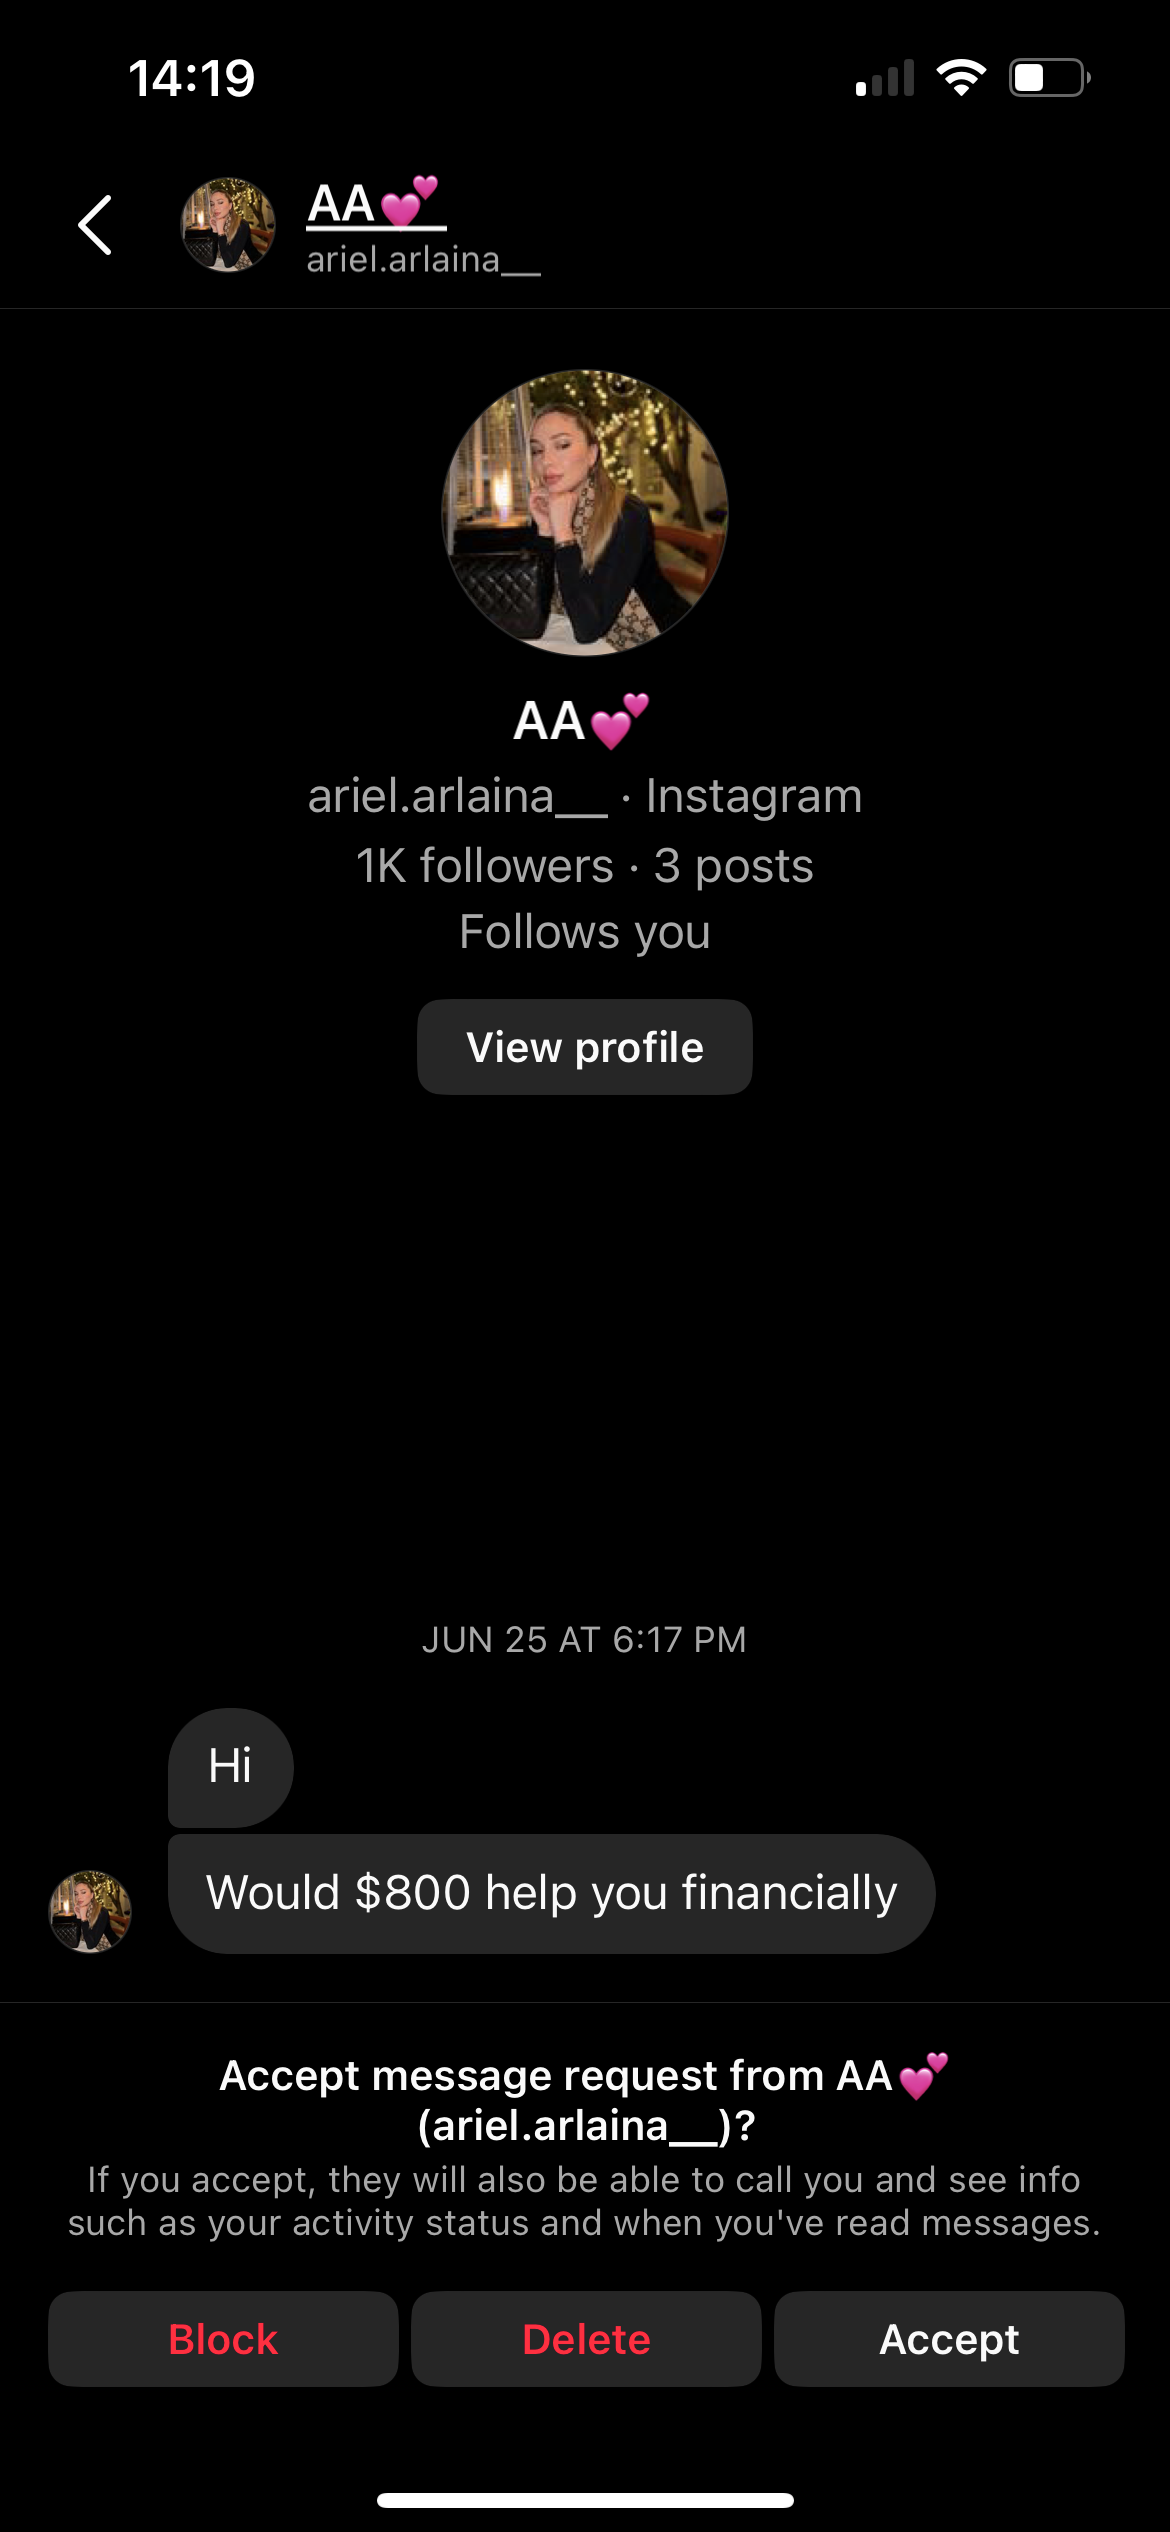 14:19
AA💕
ariel.arlaina__
AA💕
ariel.arlaina__ · Instagram
1K followers · 3 posts
Follows you
View profile
JUN 25 AT 6:17 PM
Hi
Would $800 help you financially
Accept message request from AA💕
(ariel.arlaina__)?
If you accept, they will also be able to call you and see info
such as your activity status and when you've read messages.
Block
Delete
Accept